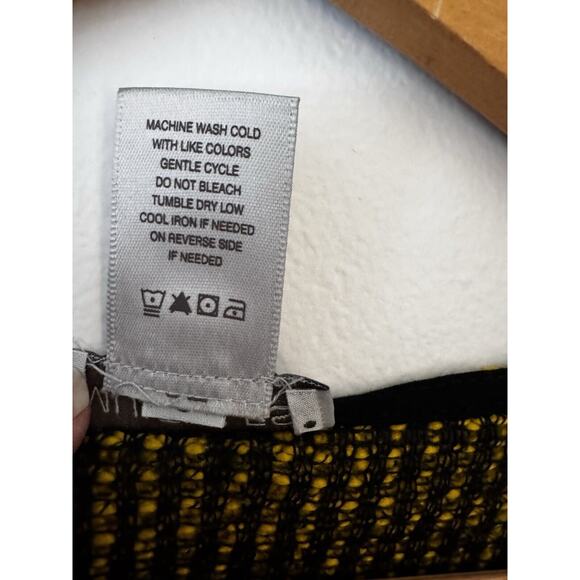 MACHINE WASH COLD
WITH LIKE COLORS
GENTLE CYCLE
DO NOT BLEACH
TUMBLE DRY LOW
COOL IRON IF NEEDED
ON REVERSE SIDE
IF NEEDED